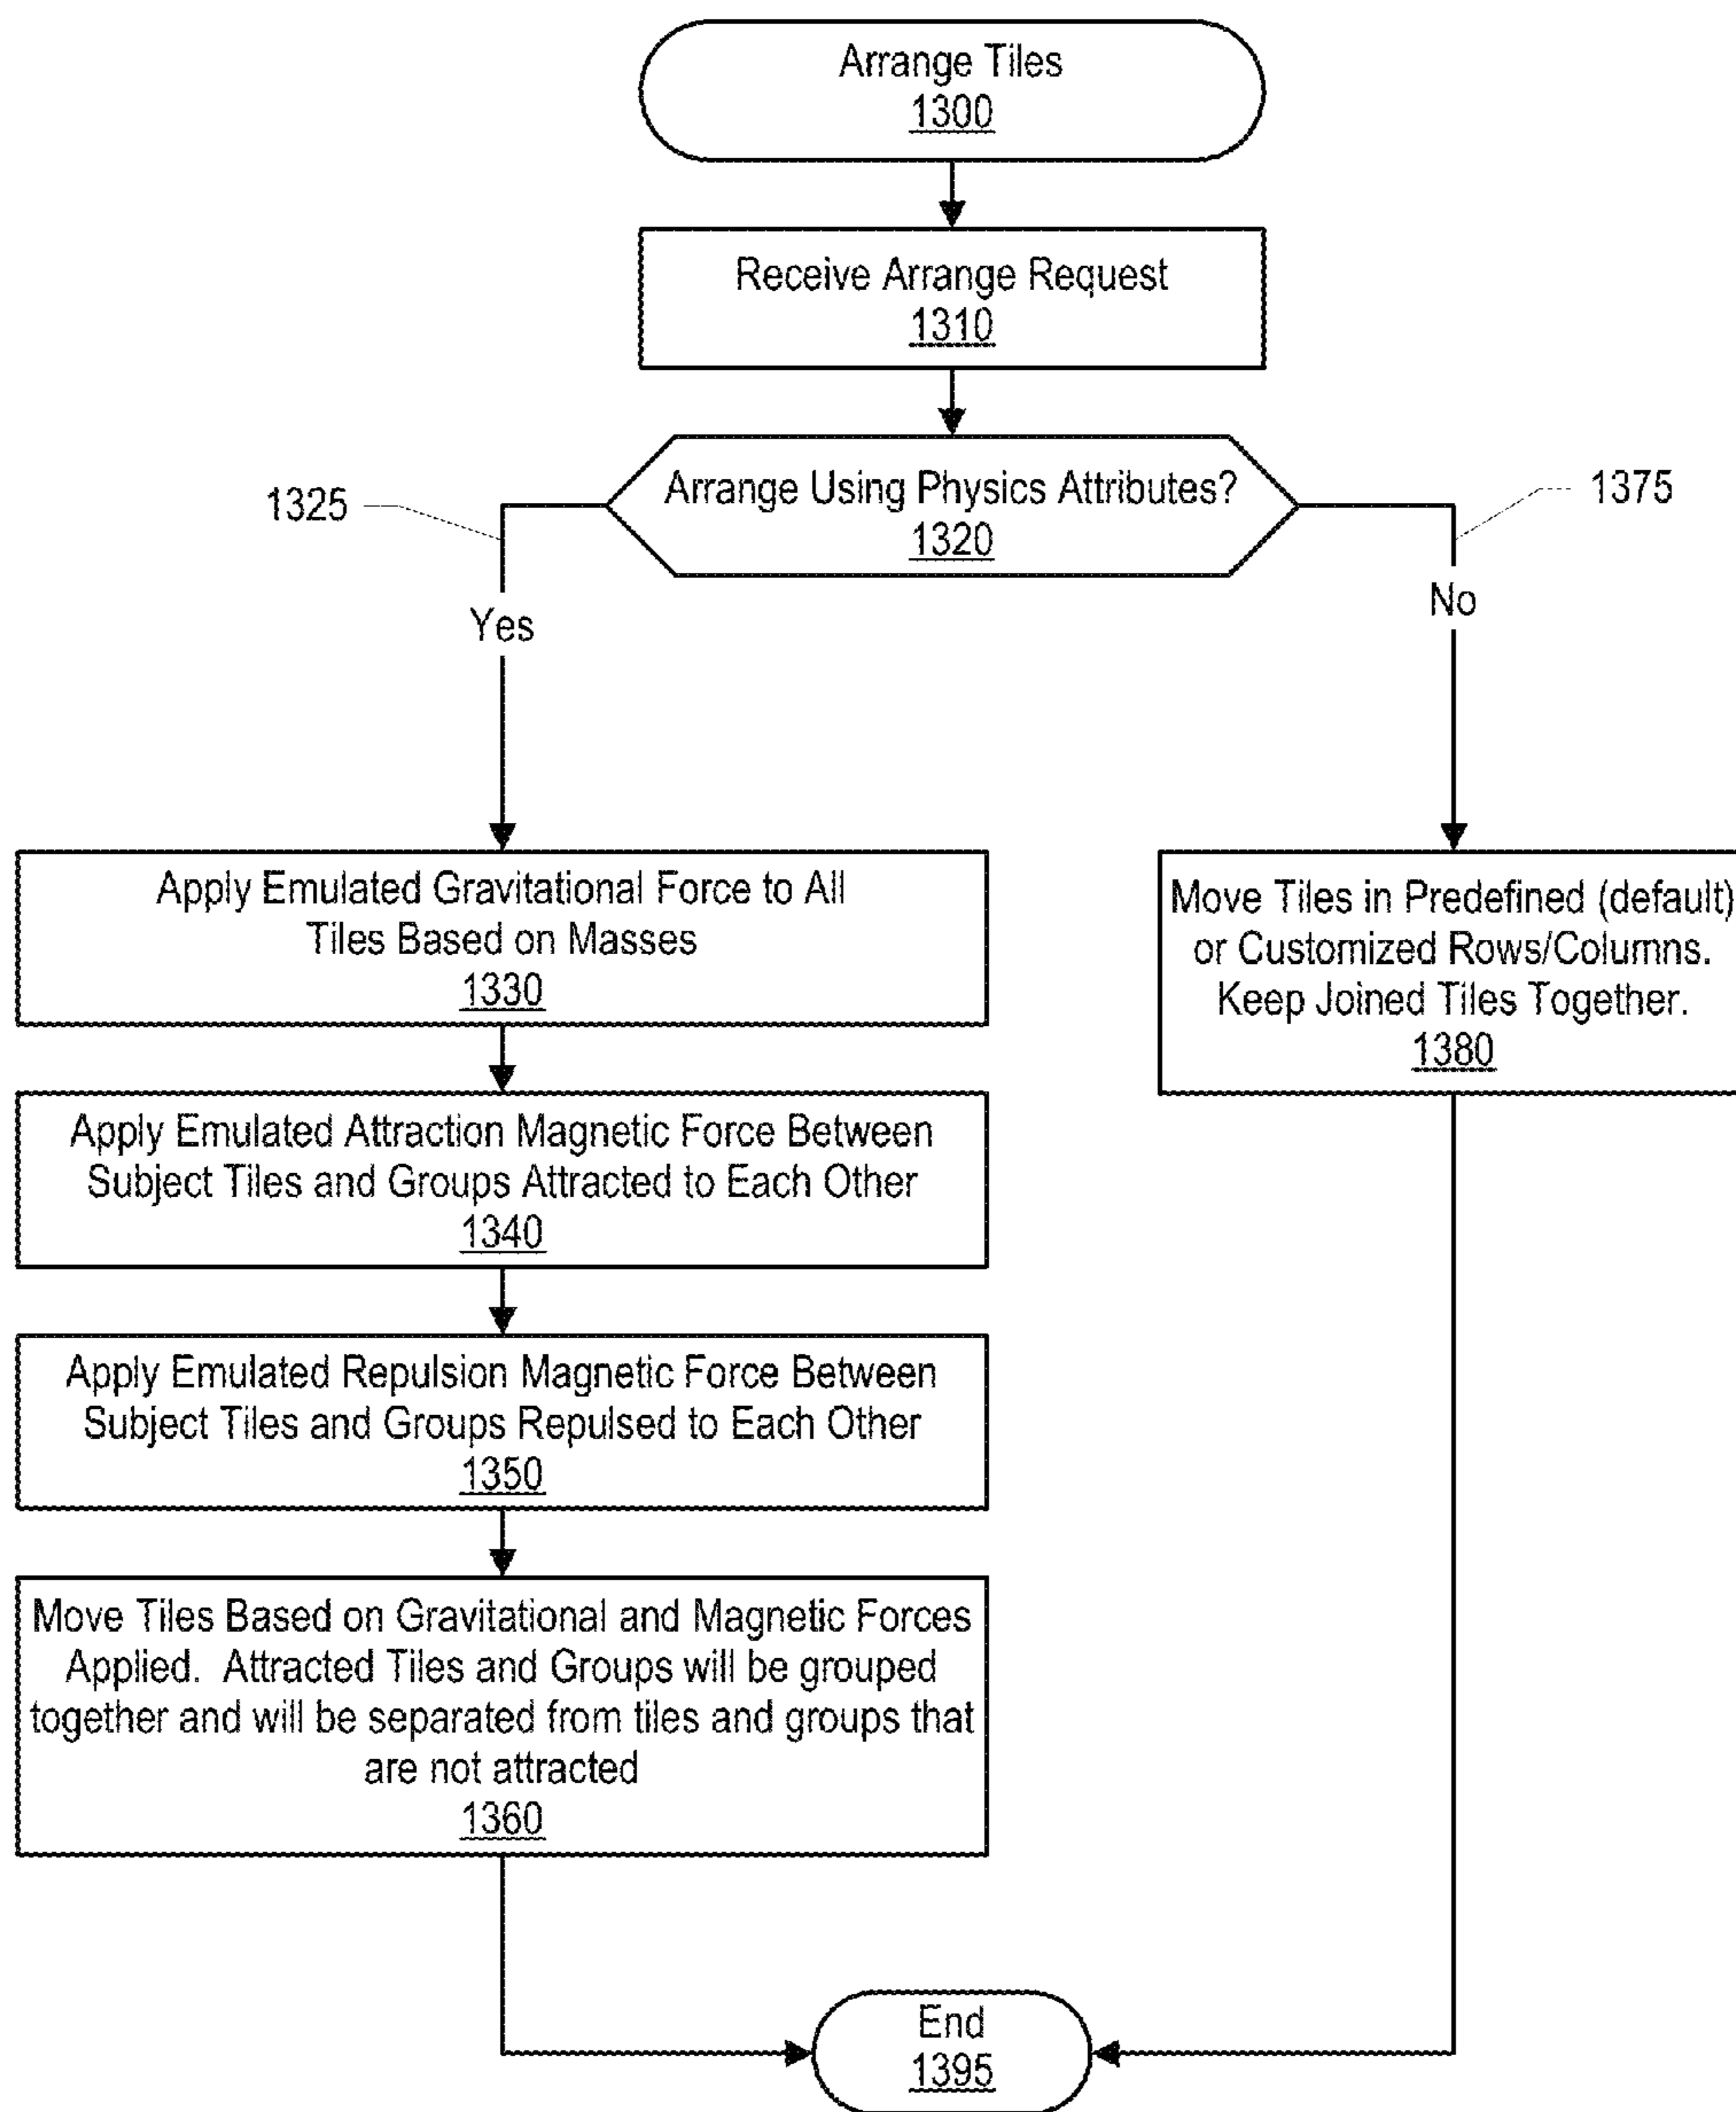 Arrange Tiles
1300
Receive Arrange Request
1310
Arrange Using Physics Attributes?
1320
1325
1375
Yes
No
Apply Emulated Gravitational Force to All
Tiles Based on Masses
1330
Move Tiles in Predefined (default)
or Customized Rows/Columns.
Keep Joined Tiles Together.
1380
Apply Emulated Attraction Magnetic Force Between
Subject Tiles and Groups Attracted to Each Other
1340
Apply Emulated Repulsion Magnetic Force Between
Subject Tiles and Groups Repulsed to Each Other
1350
Move Tiles Based on Gravitational and Magnetic Forces
Applied. Attracted Tiles and Groups will be grouped
together and will be separated from tiles and groups that
are not attracted
1360
End
1395